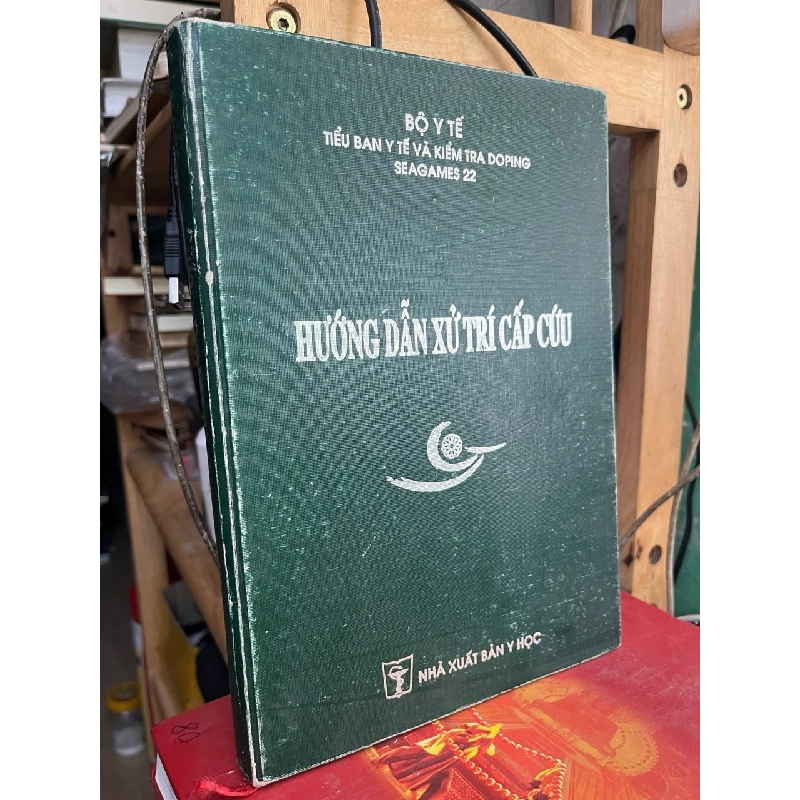 BỘ Y TẾ
TIỂU BAN Y TẾ VÀ KIỂM TRA DOPING
SEAGAMES 22
HƯỚNG DẪN XỬ TRÍ CẤP CỨU
NHÀ XUẤT BẢN Y HỌC
89